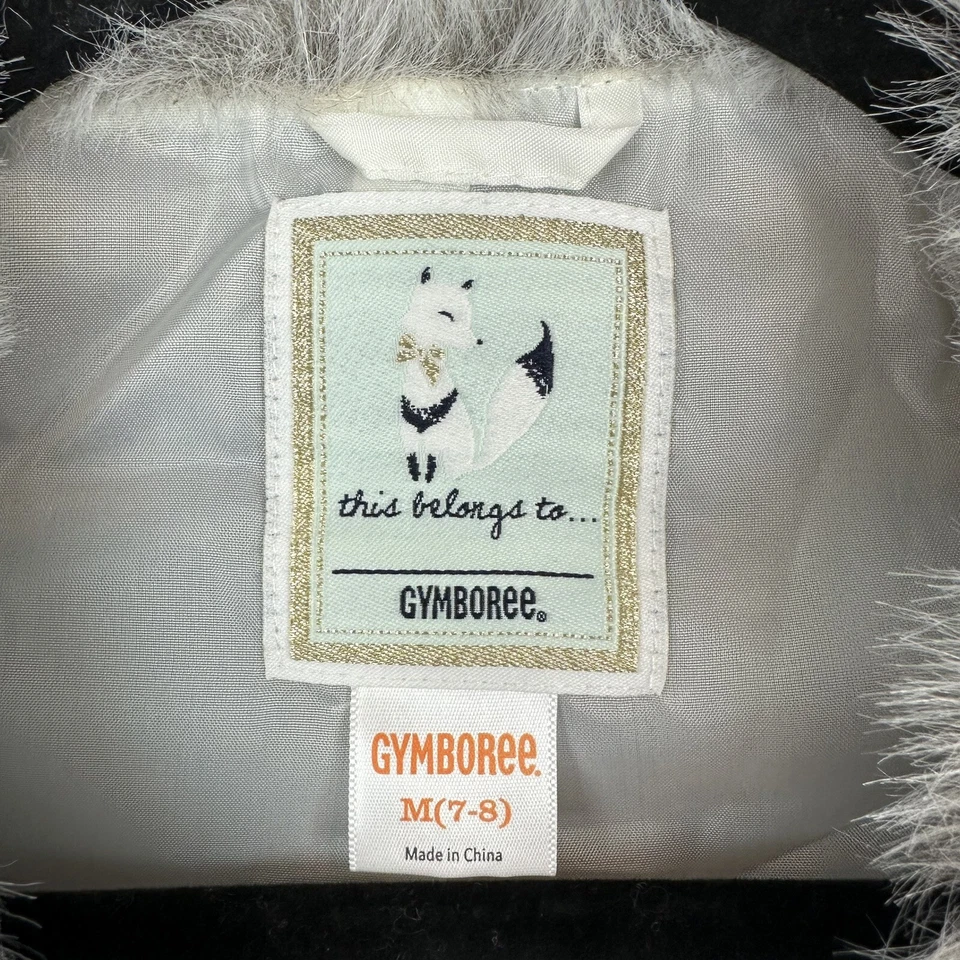 this belongs to...
GYMBOREE®
GYMBOREE.
M(7-8)
Made in China